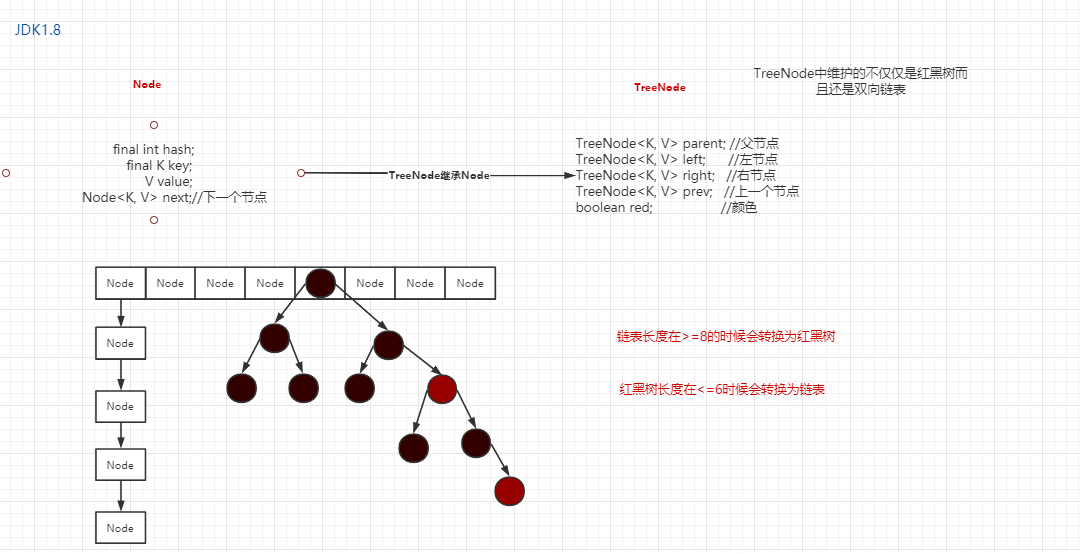 JDK1.8
Node
TreeNode
TreeNode中维护的不仅仅是红黑树而
且还是双向链表
final int hash;
final K key;
V value;
Node<K, V> next;//下一个节点
TreeNode继承Node
TreeNode<K, V> parent; //父节点
TreeNode<K, V> left; //左节点
TreeNode<K, V> right; //右节点
TreeNode<K, V> prev; //上一个节点
boolean red; //颜色
Node Node Node Node Node Node Node
Node
Node
Node
Node
链表长度在>=8的时候会转换为红黑树
红黑树长度在<=6时候会转换为链表